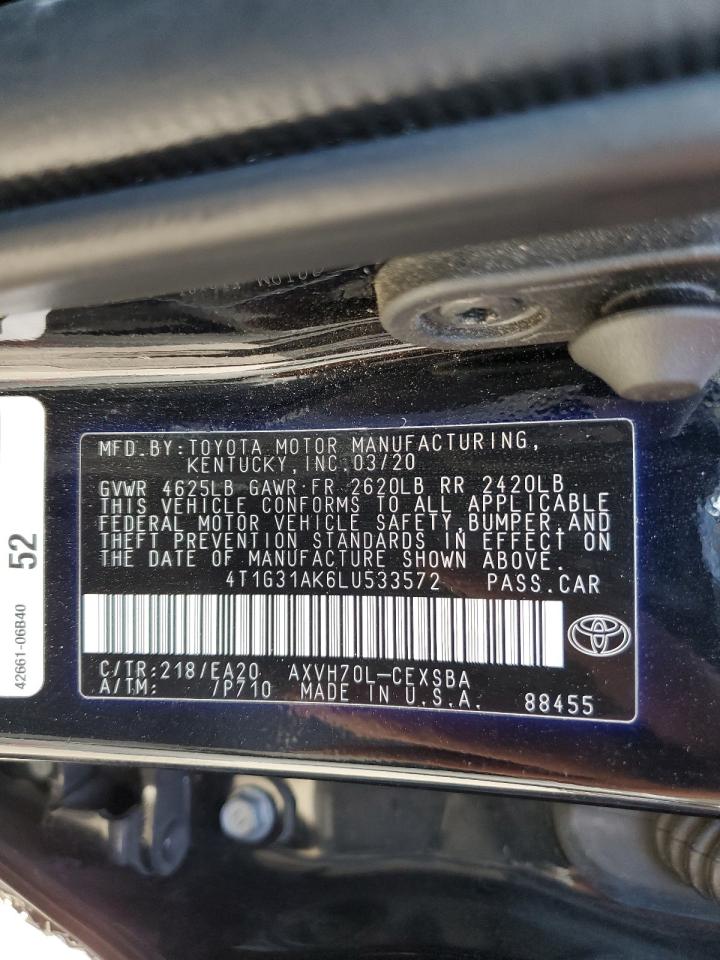 MFD. BY: TOYOTA MOTOR MANUFACTURING,
KENTUCKY, INC. 03/20
GVWR 4625LB GAWR FR 2620LB RR 2420LB
THIS VEHICLE CONFORMS TO ALL APPLICABLE
FEDERAL MOTOR VEHICLE SAFETY, BUMPER, AND
THEFT PREVENTION STANDARDS IN EFFECT ON
THE DATE OF MANUFACTURE SHOWN ABOVE.
4T1G31AK6LU533572 PASS.CAR
C/TR: 218/EA20 AXVH70L-CEXSBA
A/TM: /P710 MADE IN U.S.A. 88455
52
42661-06B40